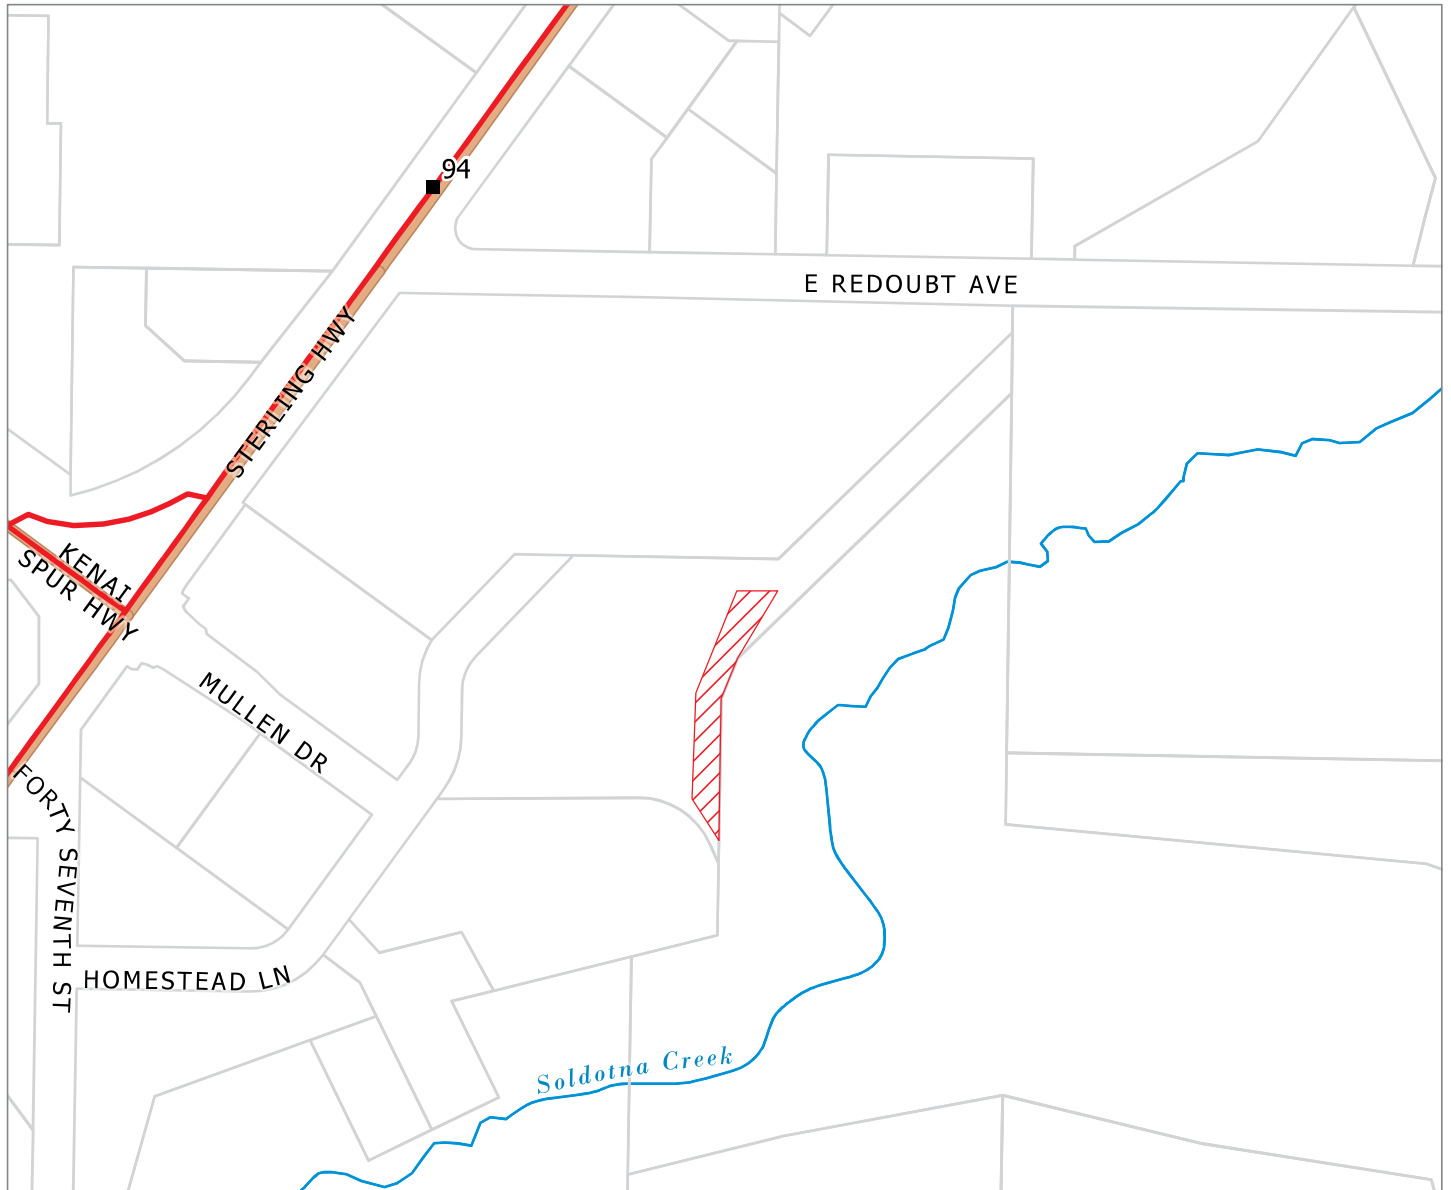 94
E REDOUBT AVE
STERLING HWY
KENAI
SPUR HWY
MULLEN DR
FORTY SEVENTH ST
HOMESTEAD LN
Soldotna Creek